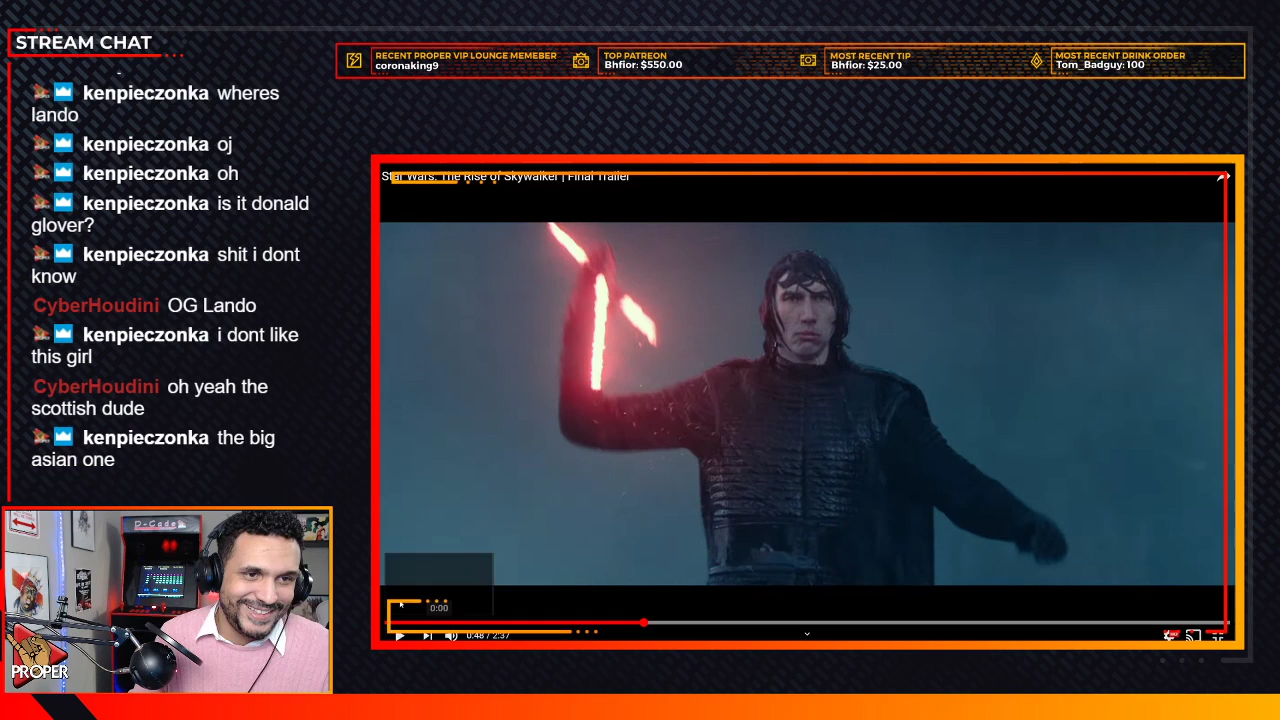 STREAM CHAT
kenpieczonka wheres
lando
kenpieczonka oj
kenpieczonka oh
kenpieczonka is it donald
glover?
kenpieczonka shit i dont
know
CyberHoudini OG Lando
kenpieczonka i dont like
this girl
CyberHoudini oh yeah the
scottish dude
kenpieczonka the big
asian one
RECENT PROPER VIP LOUNGE MEMEBER
coronaking9
TOP PATREON
Bhfior: $550.00
MOST RECENT TIP
Bhfior: $25.00
MOST RECENT DRINK ORDER
Tom_Badguy: 100
Star Wars: The Rise of Skywalker | Final Trailer
0:00
0:48 / 2:37
D-Cade
PROPER